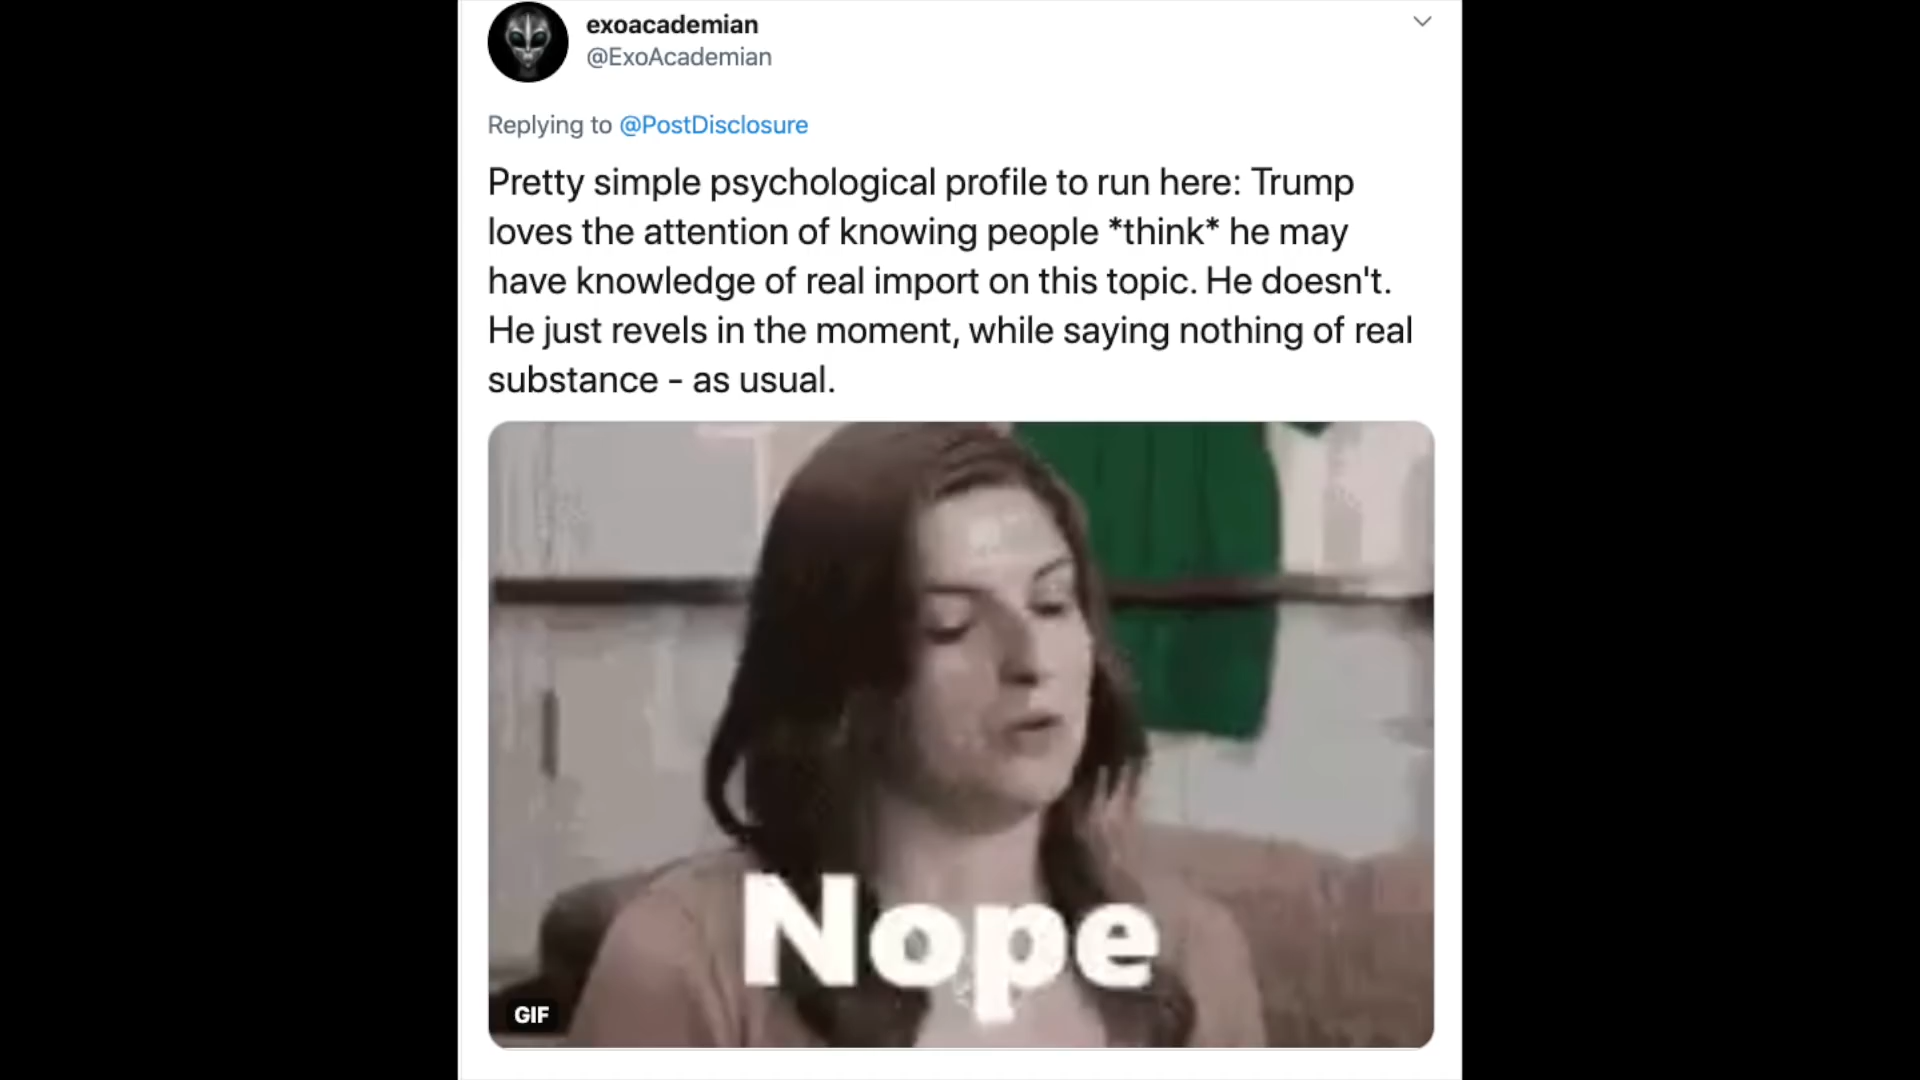 exoacademian
@ExoAcademian
Replying to @PostDisclosure
Pretty simple psychological profile to run here: Trump
loves the attention of knowing people *think* he may
have knowledge of real import on this topic. He doesn't.
He just revels in the moment, while saying nothing of real
substance - as usual.
Nope
GIF